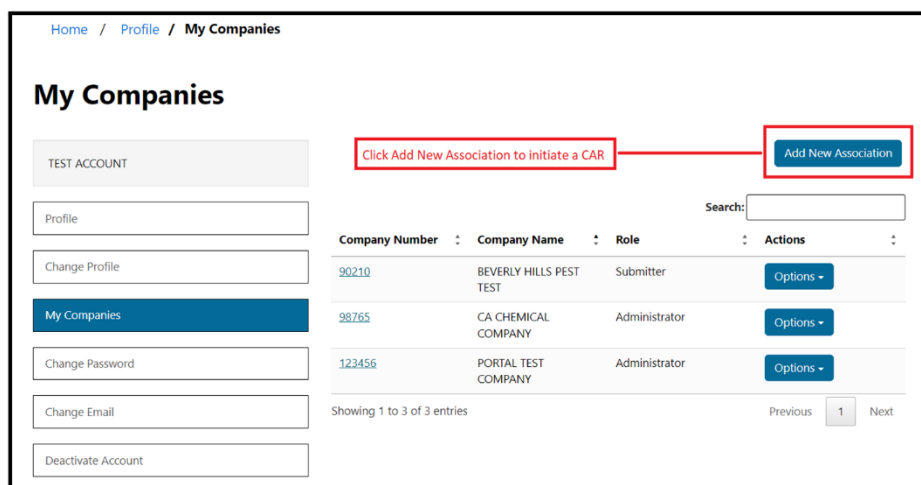 Home / Profile / My Companies
My Companies
TEST ACCOUNT
Profile
Change Profile
My Companies
Change Password
Change Email
Deactivate Account
Click Add New Association to initiate a CAR
Add New Association
Search:
Company Number Company Name Role Actions
90210 BEVERLY HILLS PEST Submitter Options
TEST
98765 CA CHEMICAL Administrator Options
COMPANY
123456 PORTAL TEST Administrator Options
COMPANY
Showing 1 to 3 of 3 entries Previous 1 Next